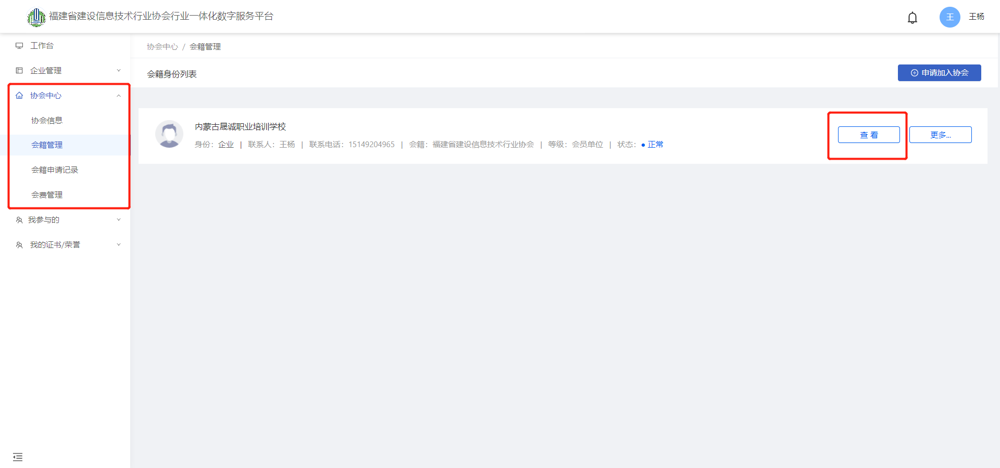 福建省建设信息技术行业协会行业一体化数字服务平台
王 王杨
工作台
企业管理
协会中心
协会信息
会籍管理
会籍申请记录
会费管理
我参与的
我的证书/荣誉
协会中心 / 会籍管理
会籍身份列表
申请加入协会
内蒙古晟诚职业培训学校
身份：企业 | 联系人：王杨 | 联系电话：15149204965 | 会籍：福建省建设信息技术行业协会 | 等级：会员单位 | 状态：● 正常
查 看
更多...